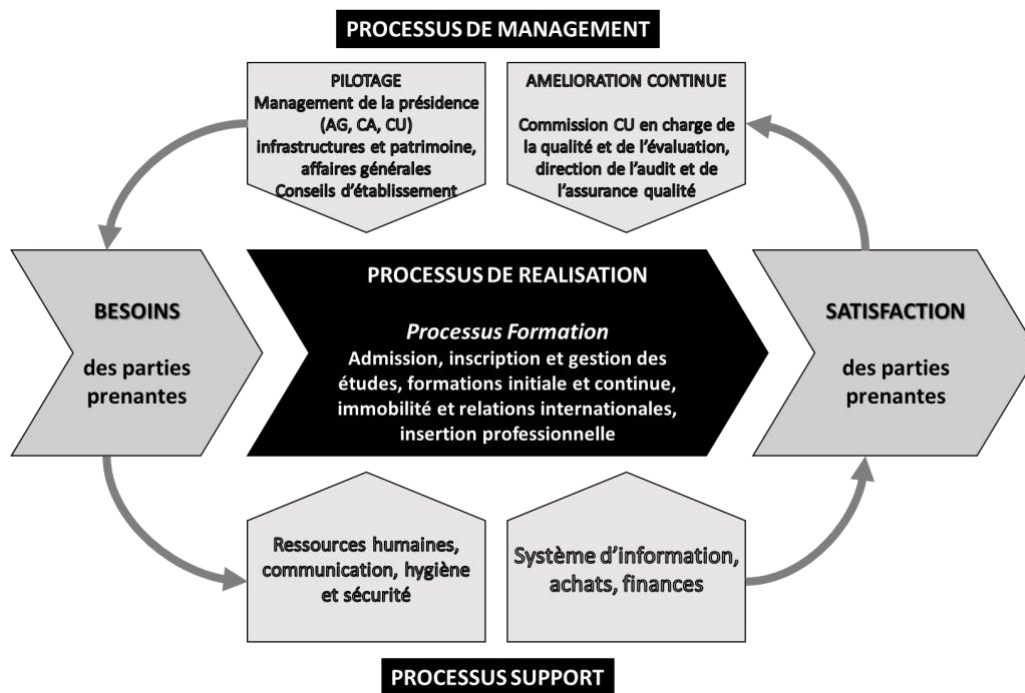 PROCESSUS DE MANAGEMENT
PILOTAGE
Management de la présidence
(AG, CA, CU)
infrastructures et patrimoine,
affaires générales
Conseils d'établissement
AMELIORATION CONTINUE
Commission CU en charge de
la qualité et de l'évaluation,
direction de l'audit et de
l'assurance qualité
BESOINS
des parties
prenantes
PROCESSUS DE REALISATION
Processus Formation
Admission, inscription et gestion des
études, formations initiale et continue,
immobilité et relations internationales,
insertion professionnelle
SATISFACTION
des parties
prenantes
Ressources humaines,
communication, hygiène
et sécurité
Système d'information,
achats, finances
PROCESSUS SUPPORT